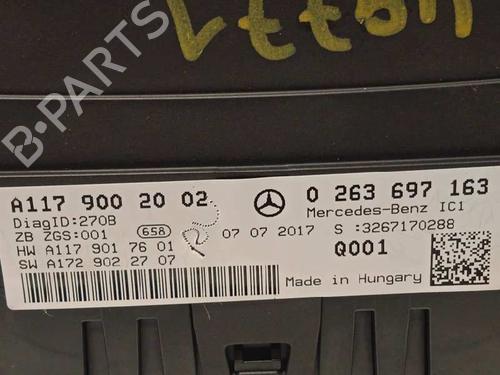 A117 900 20 02
DiagID:270B
ZB ZGS:001
658
HW A117 901 76 01
SW A172 902 27 07
07 07 2017
0 263 697 163
Mercedes-Benz IC1
S :3267170288
Q001
Made in Hungary
B-PARTS